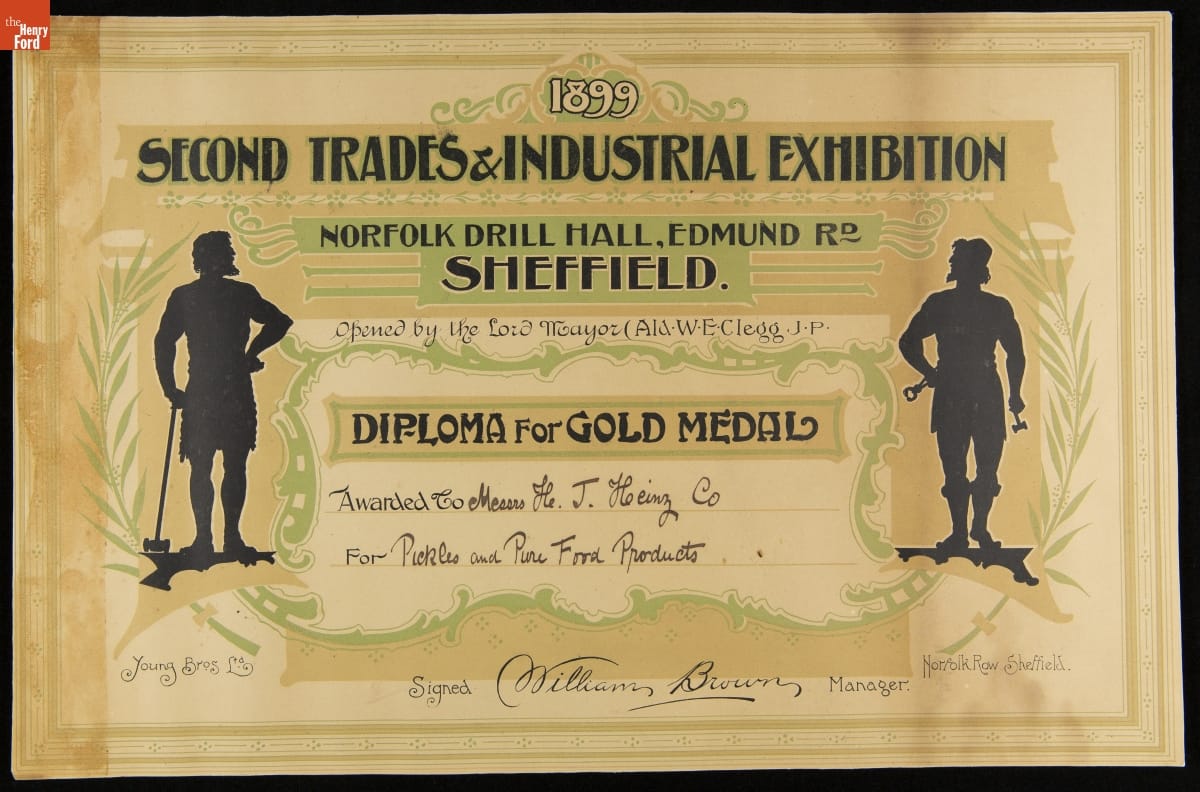 the
Henry
Ford
1899
SECOND TRADES & INDUSTRIAL EXHIBITION
NORFOLK DRILL HALL, EDMUND RD
SHEFFIELD.
Opened by the Lord Mayor (Ald. W. E. Clegg. J. P.
DIPLOMA FOR GOLD MEDAL
Awarded To Messrs He. J. Heinz Co
For Pickles and Pure Food Products
Young Bros. Ltd
Norfolk Row Sheffield.
Signed William Brown Manager.